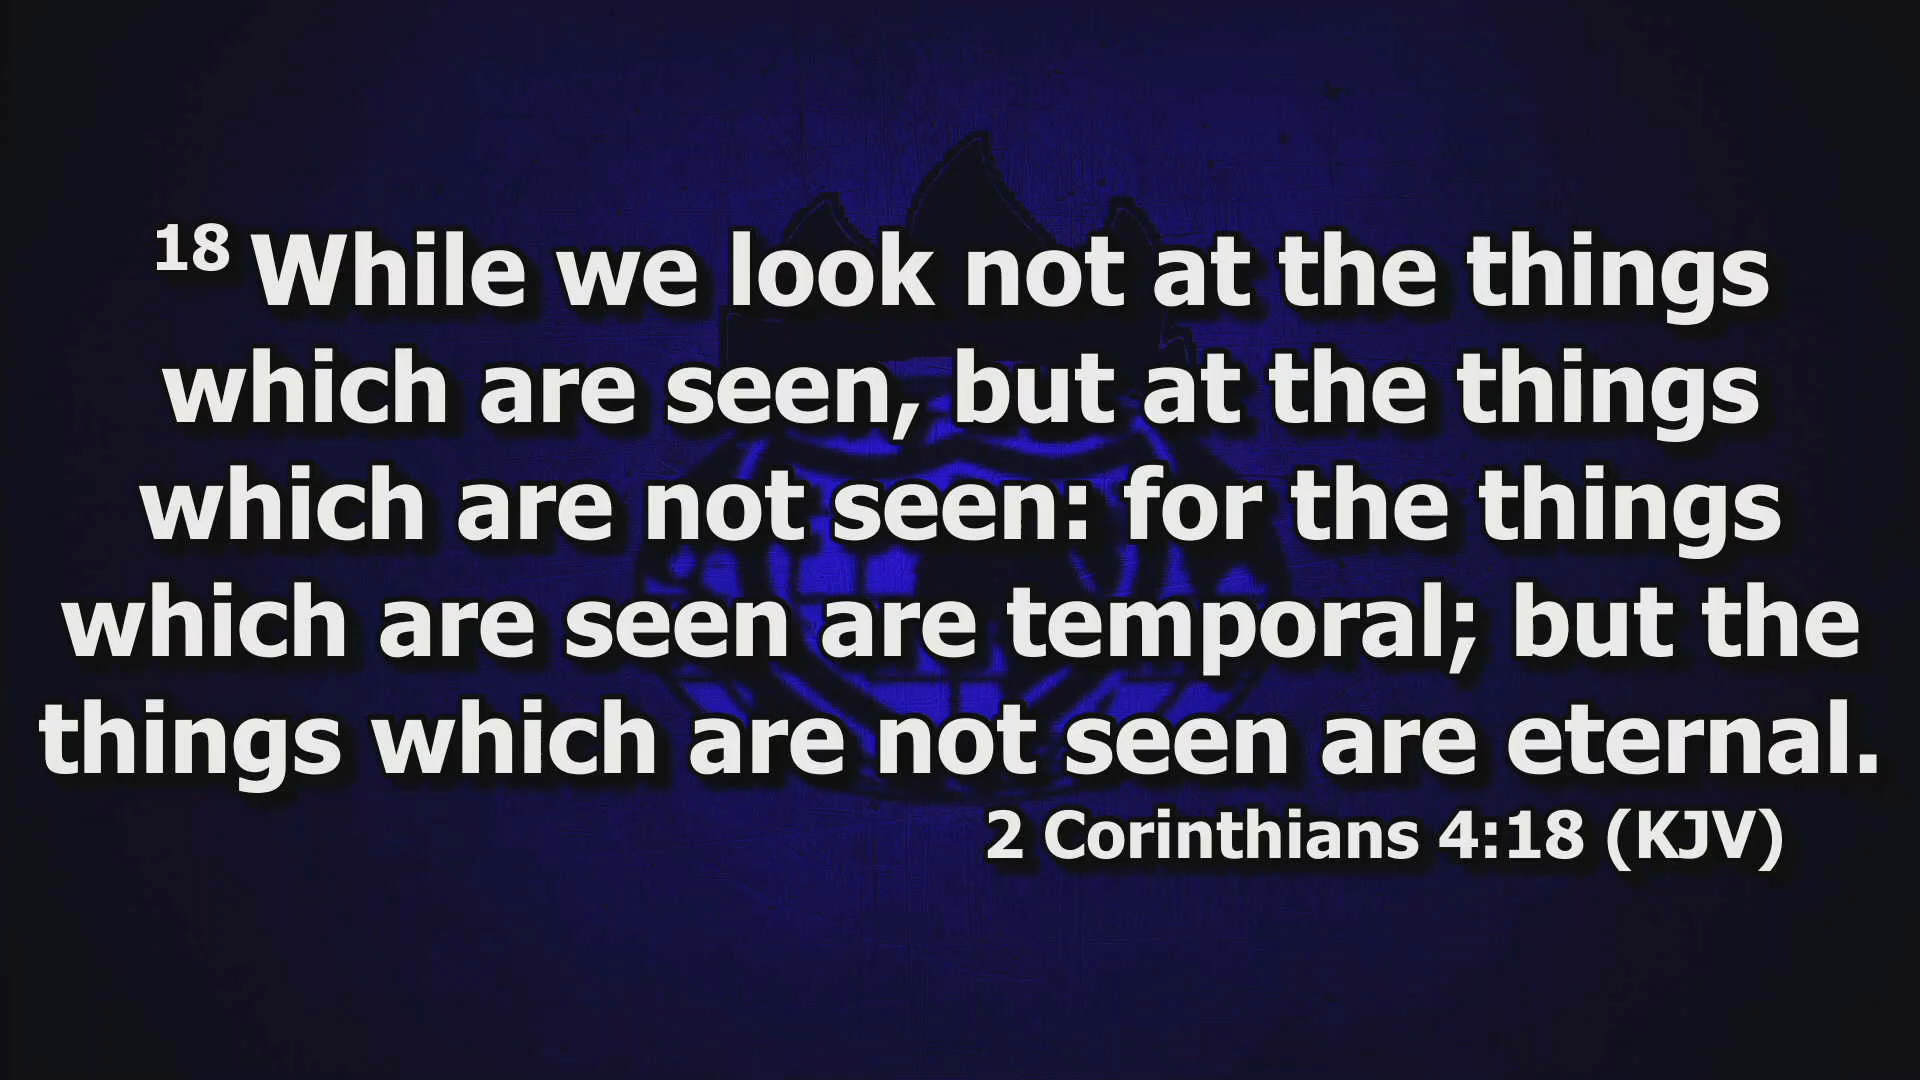 18 While we look not at the things
which are seen, but at the things
which are not seen: for the things
which are seen are temporal; but the
things which are not seen are eternal.
2 Corinthians 4:18 (KJV)